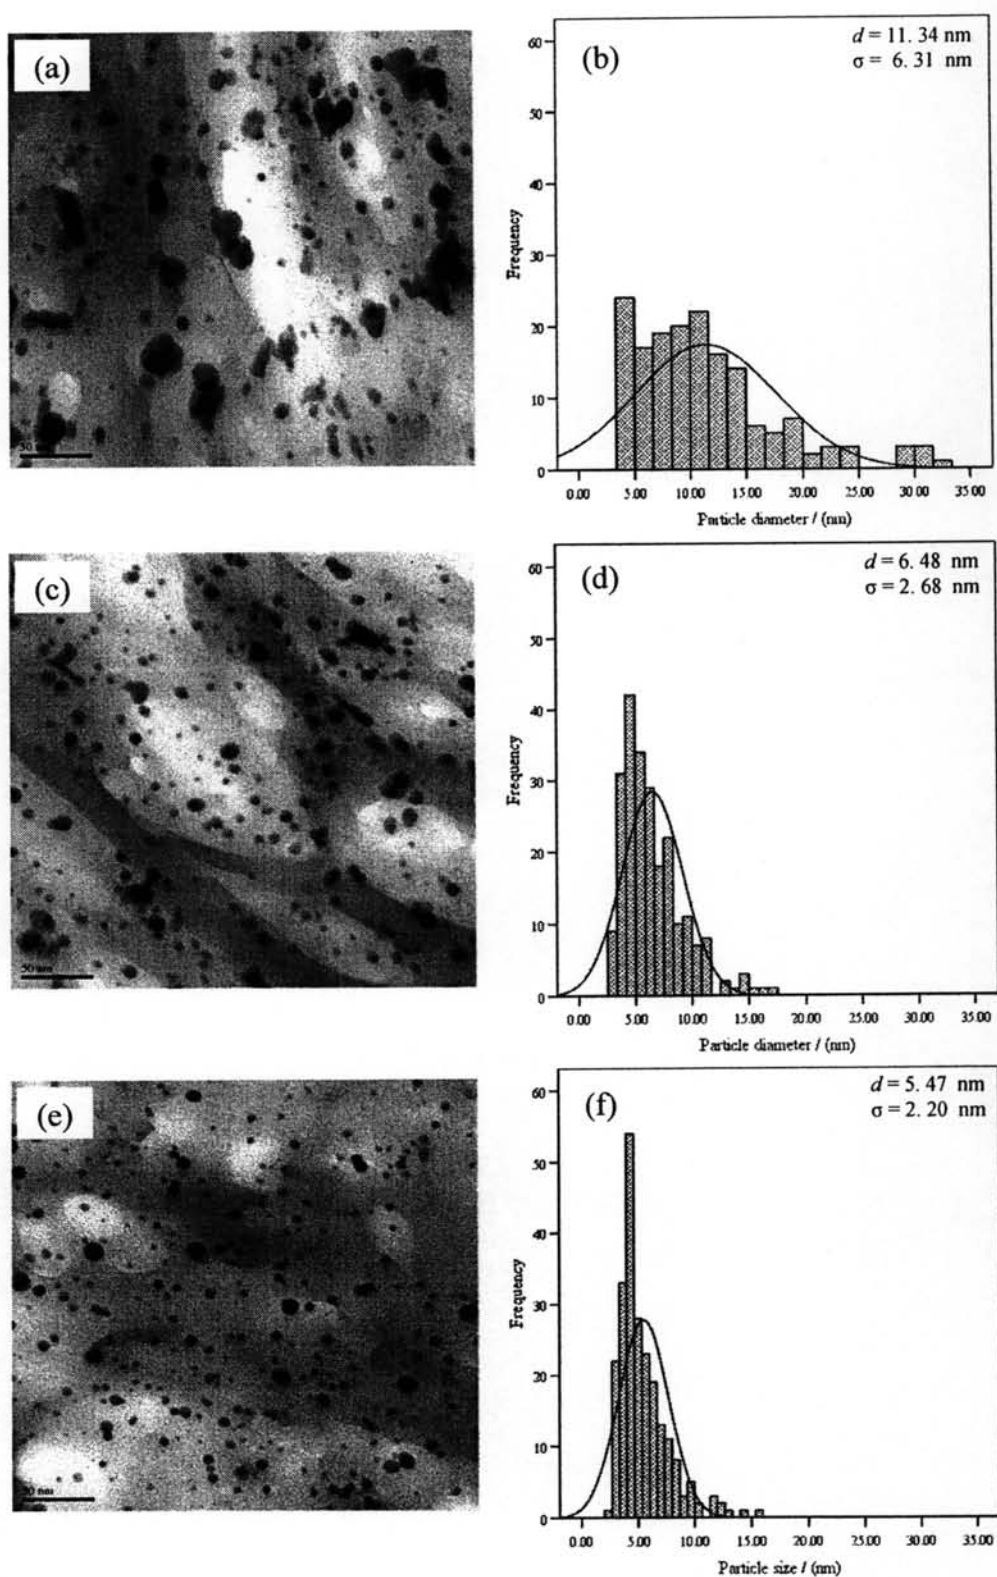 (a)
50 nm
(b)
d = 11. 34 nm
σ = 6. 31 nm
Frequency
60
50
40
30
20
10
0
0.00 5.00 10.00 15.00 20.00 25.00 30.00 35.00
Particle diameter / (nm)
(c)
50 nm
(d)
d = 6. 48 nm
σ = 2. 68 nm
Frequency
60
50
40
30
20
10
0
0.00 5.00 10.00 15.00 20.00 25.00 30.00 35.00
Particle diameter / (nm)
(e)
50 nm
(f)
d = 5. 47 nm
σ = 2. 20 nm
Frequency
60
50
40
30
20
10
0
0.00 5.00 10.00 15.00 20.00 25.00 30.00 35.00
Particle size / (nm)